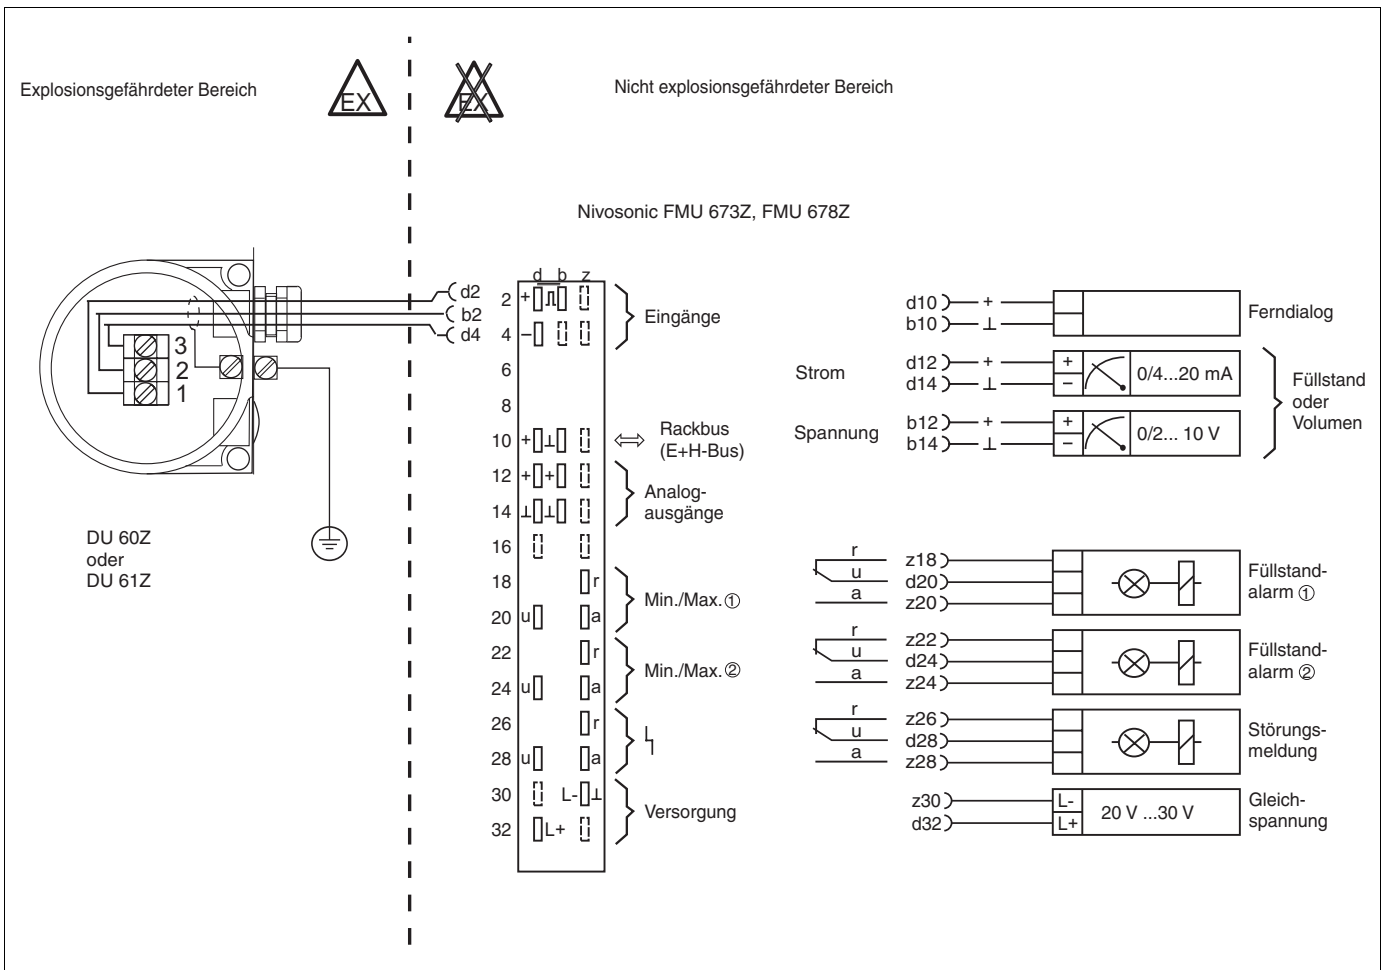 Explosionsgefährdeter Bereich
EX
EX
Nicht explosionsgefährdeter Bereich
Nivosonic FMU 673Z, FMU 678Z
3
2
1
DU 60Z
oder
DU 61Z
d2
b2
d4
d b z
2 +
4 –
6
8
10 + ⊥
12 + +
14 ⊥ ⊥
16
18 r
20 u a
22 r
24 u a
26 r
28 u a
30 L- ⊥
32 L+
Eingänge
Rackbus
(E+H-Bus)
Analog-
ausgänge
Min./Max. ①
Min./Max. ②
Versorgung
d10 +
b10 ⊥
Ferndialog
Strom
d12 + +
d14 ⊥ –
0/4...20 mA
Spannung
b12 + +
b14 ⊥ –
0/2... 10 V
Füllstand
oder
Volumen
r z18
u d20
a z20
Füllstand-
alarm ①
r z22
u d24
a z24
Füllstand-
alarm ②
r z26
u d28
a z28
Störungs-
meldung
z30 L-
d32 L+
20 V ...30 V
Gleich-
spannung